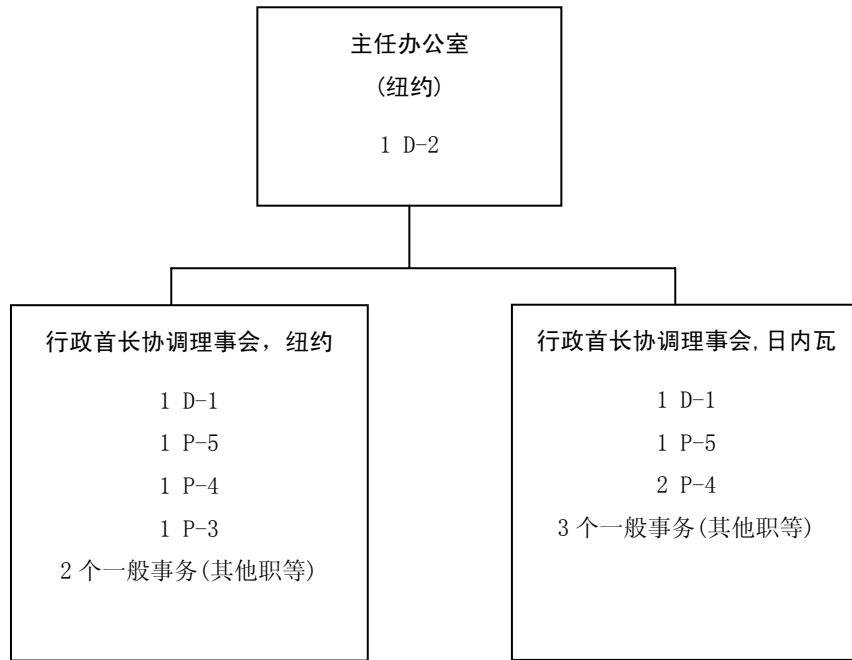 主任办公室
(纽约)
1 D-2
行政首长协调理事会，纽约
1 D-1
1 P-5
1 P-4
1 P-3
2 个一般事务(其他职等)
行政首长协调理事会,日内瓦
1 D-1
1 P-5
2 P-4
3 个一般事务(其他职等)